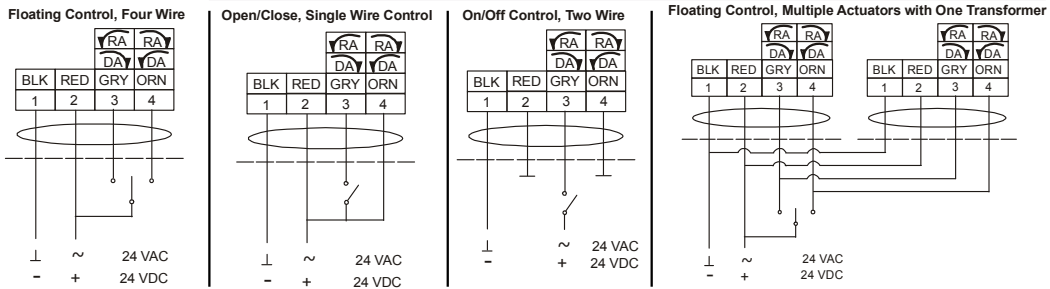 Floating Control, Four Wire
RA RA
DA DA
BLK RED GRY ORN
1 2 3 4
⊥ ~ 24 VAC
- + 24 VDC
Open/Close, Single Wire Control
RA RA
DA DA
BLK RED GRY ORN
1 2 3 4
⊥ ~ 24 VAC
- + 24 VDC
On/Off Control, Two Wire
RA RA
DA DA
BLK RED GRY ORN
1 2 3 4
⊥ ~ 24 VAC
- + 24 VDC
Floating Control, Multiple Actuators with One Transformer
RA RA
DA DA
BLK RED GRY ORN
1 2 3 4
RA RA
DA DA
BLK RED GRY ORN
1 2 3 4
⊥ ~ 24 VAC
- + 24 VDC